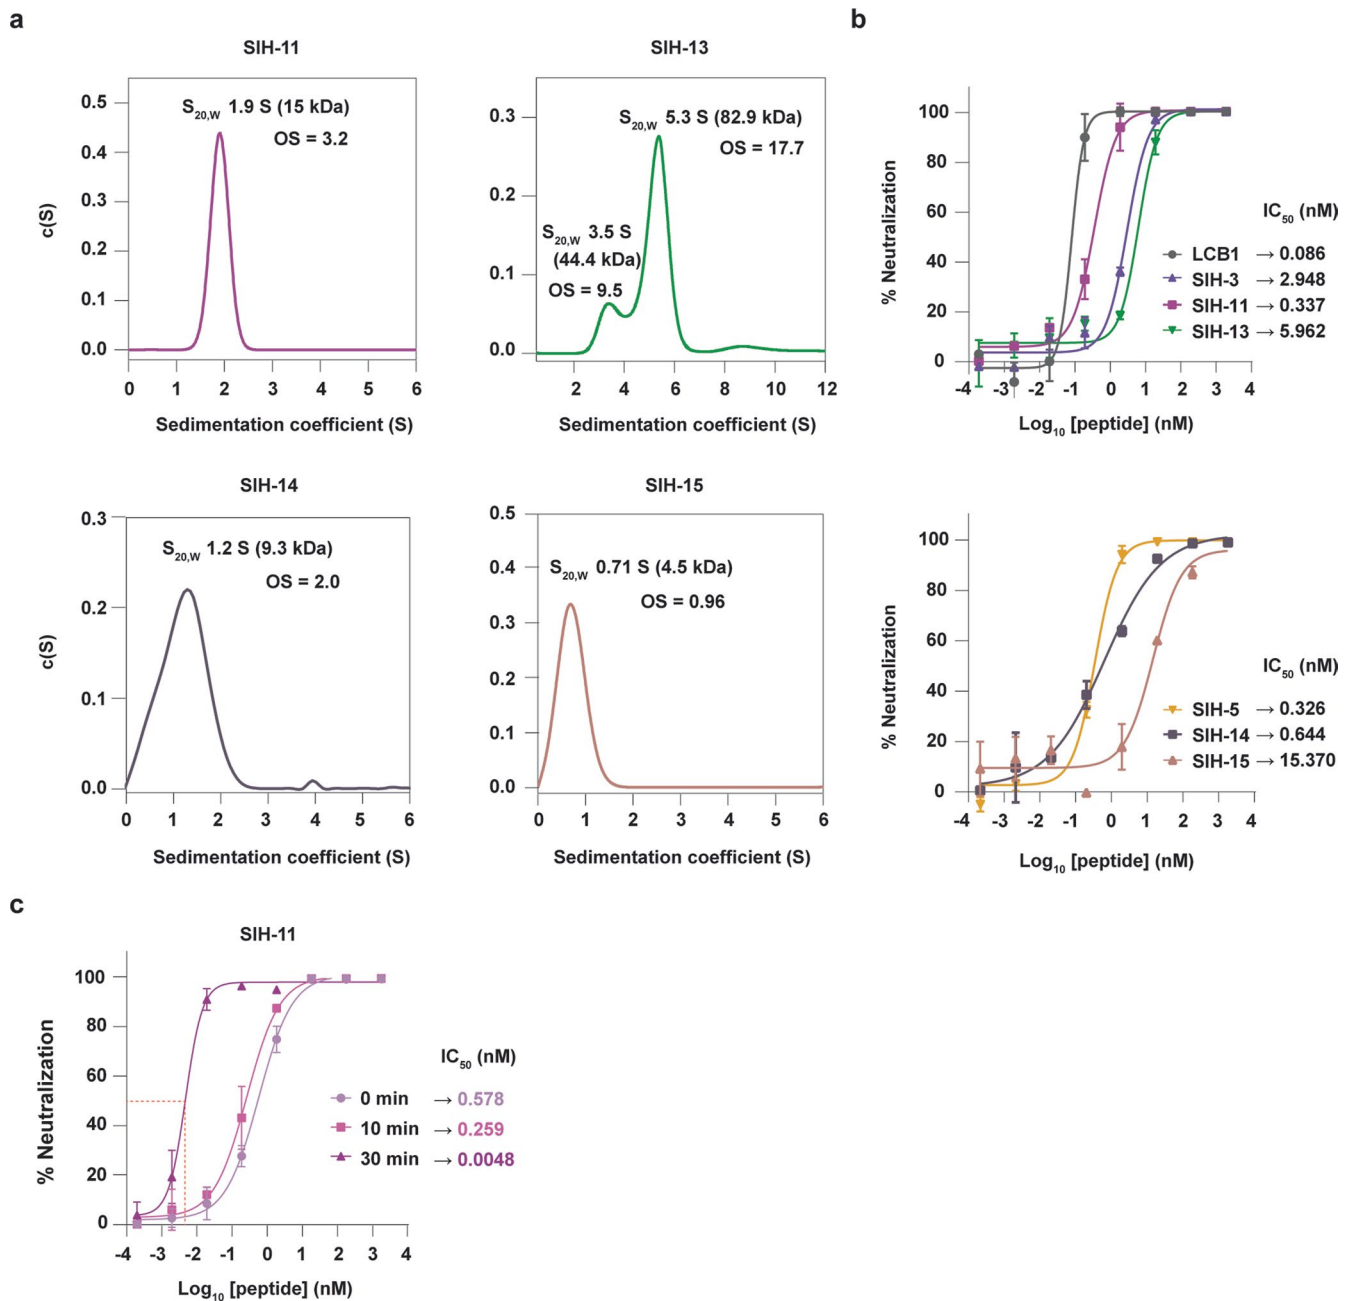 a
SIH-11
0.5
0.4
0.3
0.2
0.1
0.0
c(S)
S20,W 1.9 S (15 kDa)
OS = 3.2
0 1 2 3 4 5 6
Sedimentation coefficient (S)
SIH-13
0.3
0.2
0.1
0.0
S20,W 5.3 S (82.9 kDa)
OS = 17.7
S20,W 3.5 S
(44.4 kDa)
OS = 9.5
2 4 6 8 10 12
Sedimentation coefficient (S)
SIH-14
0.3
0.2
0.1
0.0
c(S)
S20,W 1.2 S (9.3 kDa)
OS = 2.0
0 1 2 3 4 5 6
Sedimentation coefficient (S)
SIH-15
0.5
0.4
0.3
0.2
0.1
0.0
S20,W 0.71 S (4.5 kDa)
OS = 0.96
0 1 2 3 4 5 6
Sedimentation coefficient (S)
b
100
80
60
40
20
0
% Neutralization
IC50 (nM)
LCB1 → 0.086
SIH-3 → 2.948
SIH-11 → 0.337
SIH-13 → 5.962
-4 -3 -2 -1 0 1 2 3 4
Log10 [peptide] (nM)
100
80
60
40
20
0
% Neutralization
IC50 (nM)
SIH-5 → 0.326
SIH-14 → 0.644
SIH-15 → 15.370
-4 -3 -2 -1 0 1 2 3 4
Log10 [peptide] (nM)
c
SIH-11
100
80
60
40
20
0
% Neutralization
IC50 (nM)
0 min → 0.578
10 min → 0.259
30 min → 0.0048
-4 -3 -2 -1 0 1 2 3 4
Log10 [peptide] (nM)